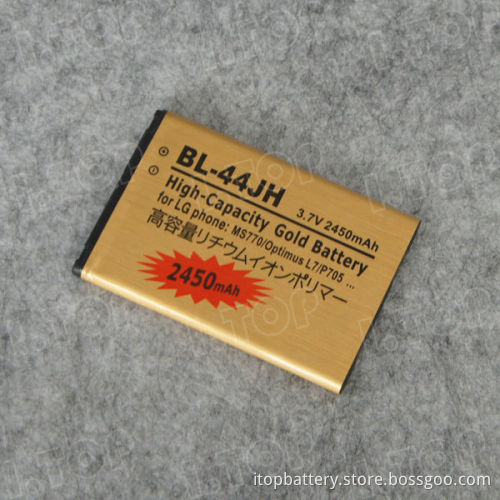 BL-44JH
3.7V 2450mAh
High-Capacity Gold Battery
for LG phone: MS770/Optimus L7/P705 ...
高容量リチウムイオンポリマー
2450mAh
TOP
itopbattery.store.bossgoo.com